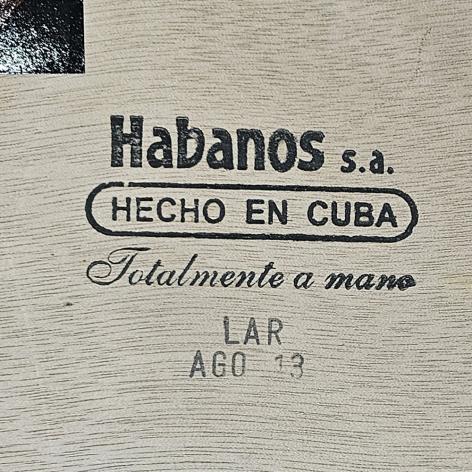 Habanos s.a.
HECHO EN CUBA
Totalmente a mano
LAR
AGO 13